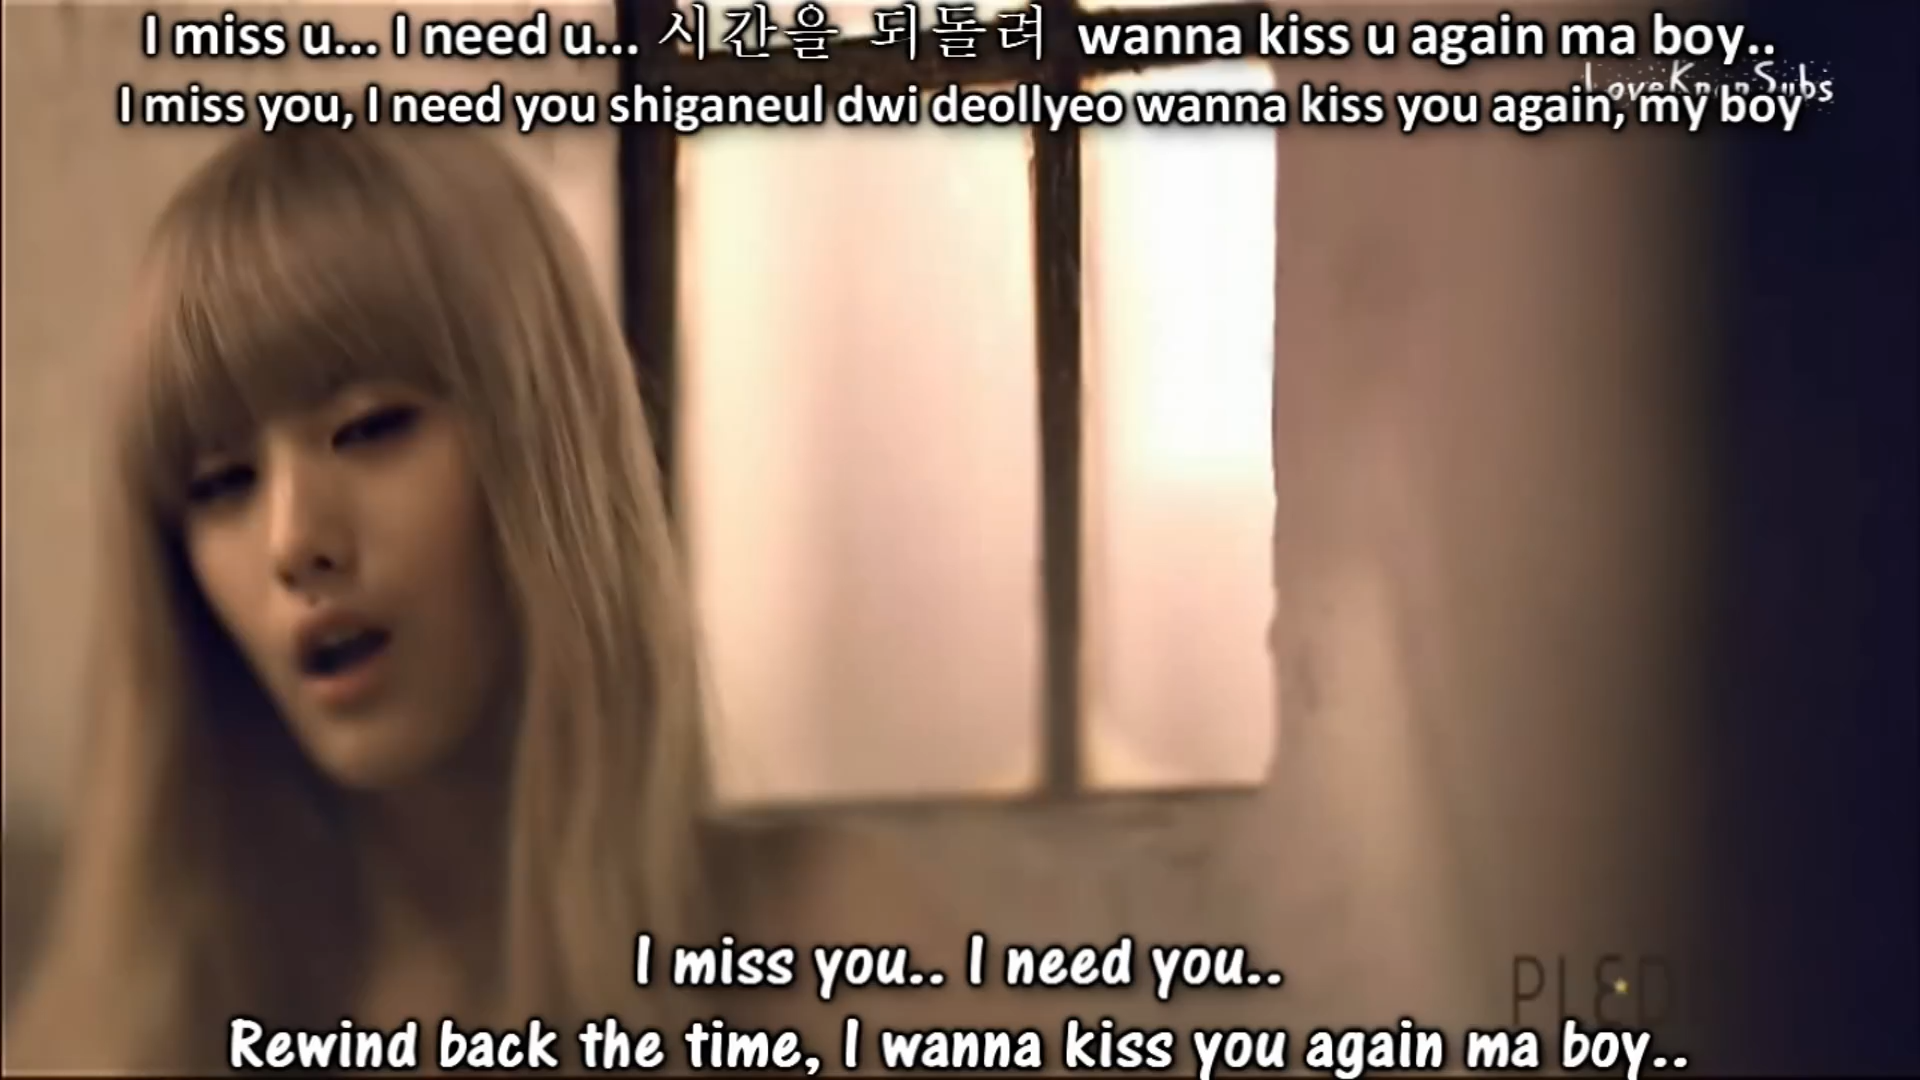 I miss u... I need u... 시간을 되돌려 wanna kiss u again ma boy..
LoveKpopSubs
I miss you, I need you shiganeul dwi deollyeo wanna kiss you again, my boy
I miss you.. I need you..
PLED
Rewind back the time, I wanna kiss you again ma boy..